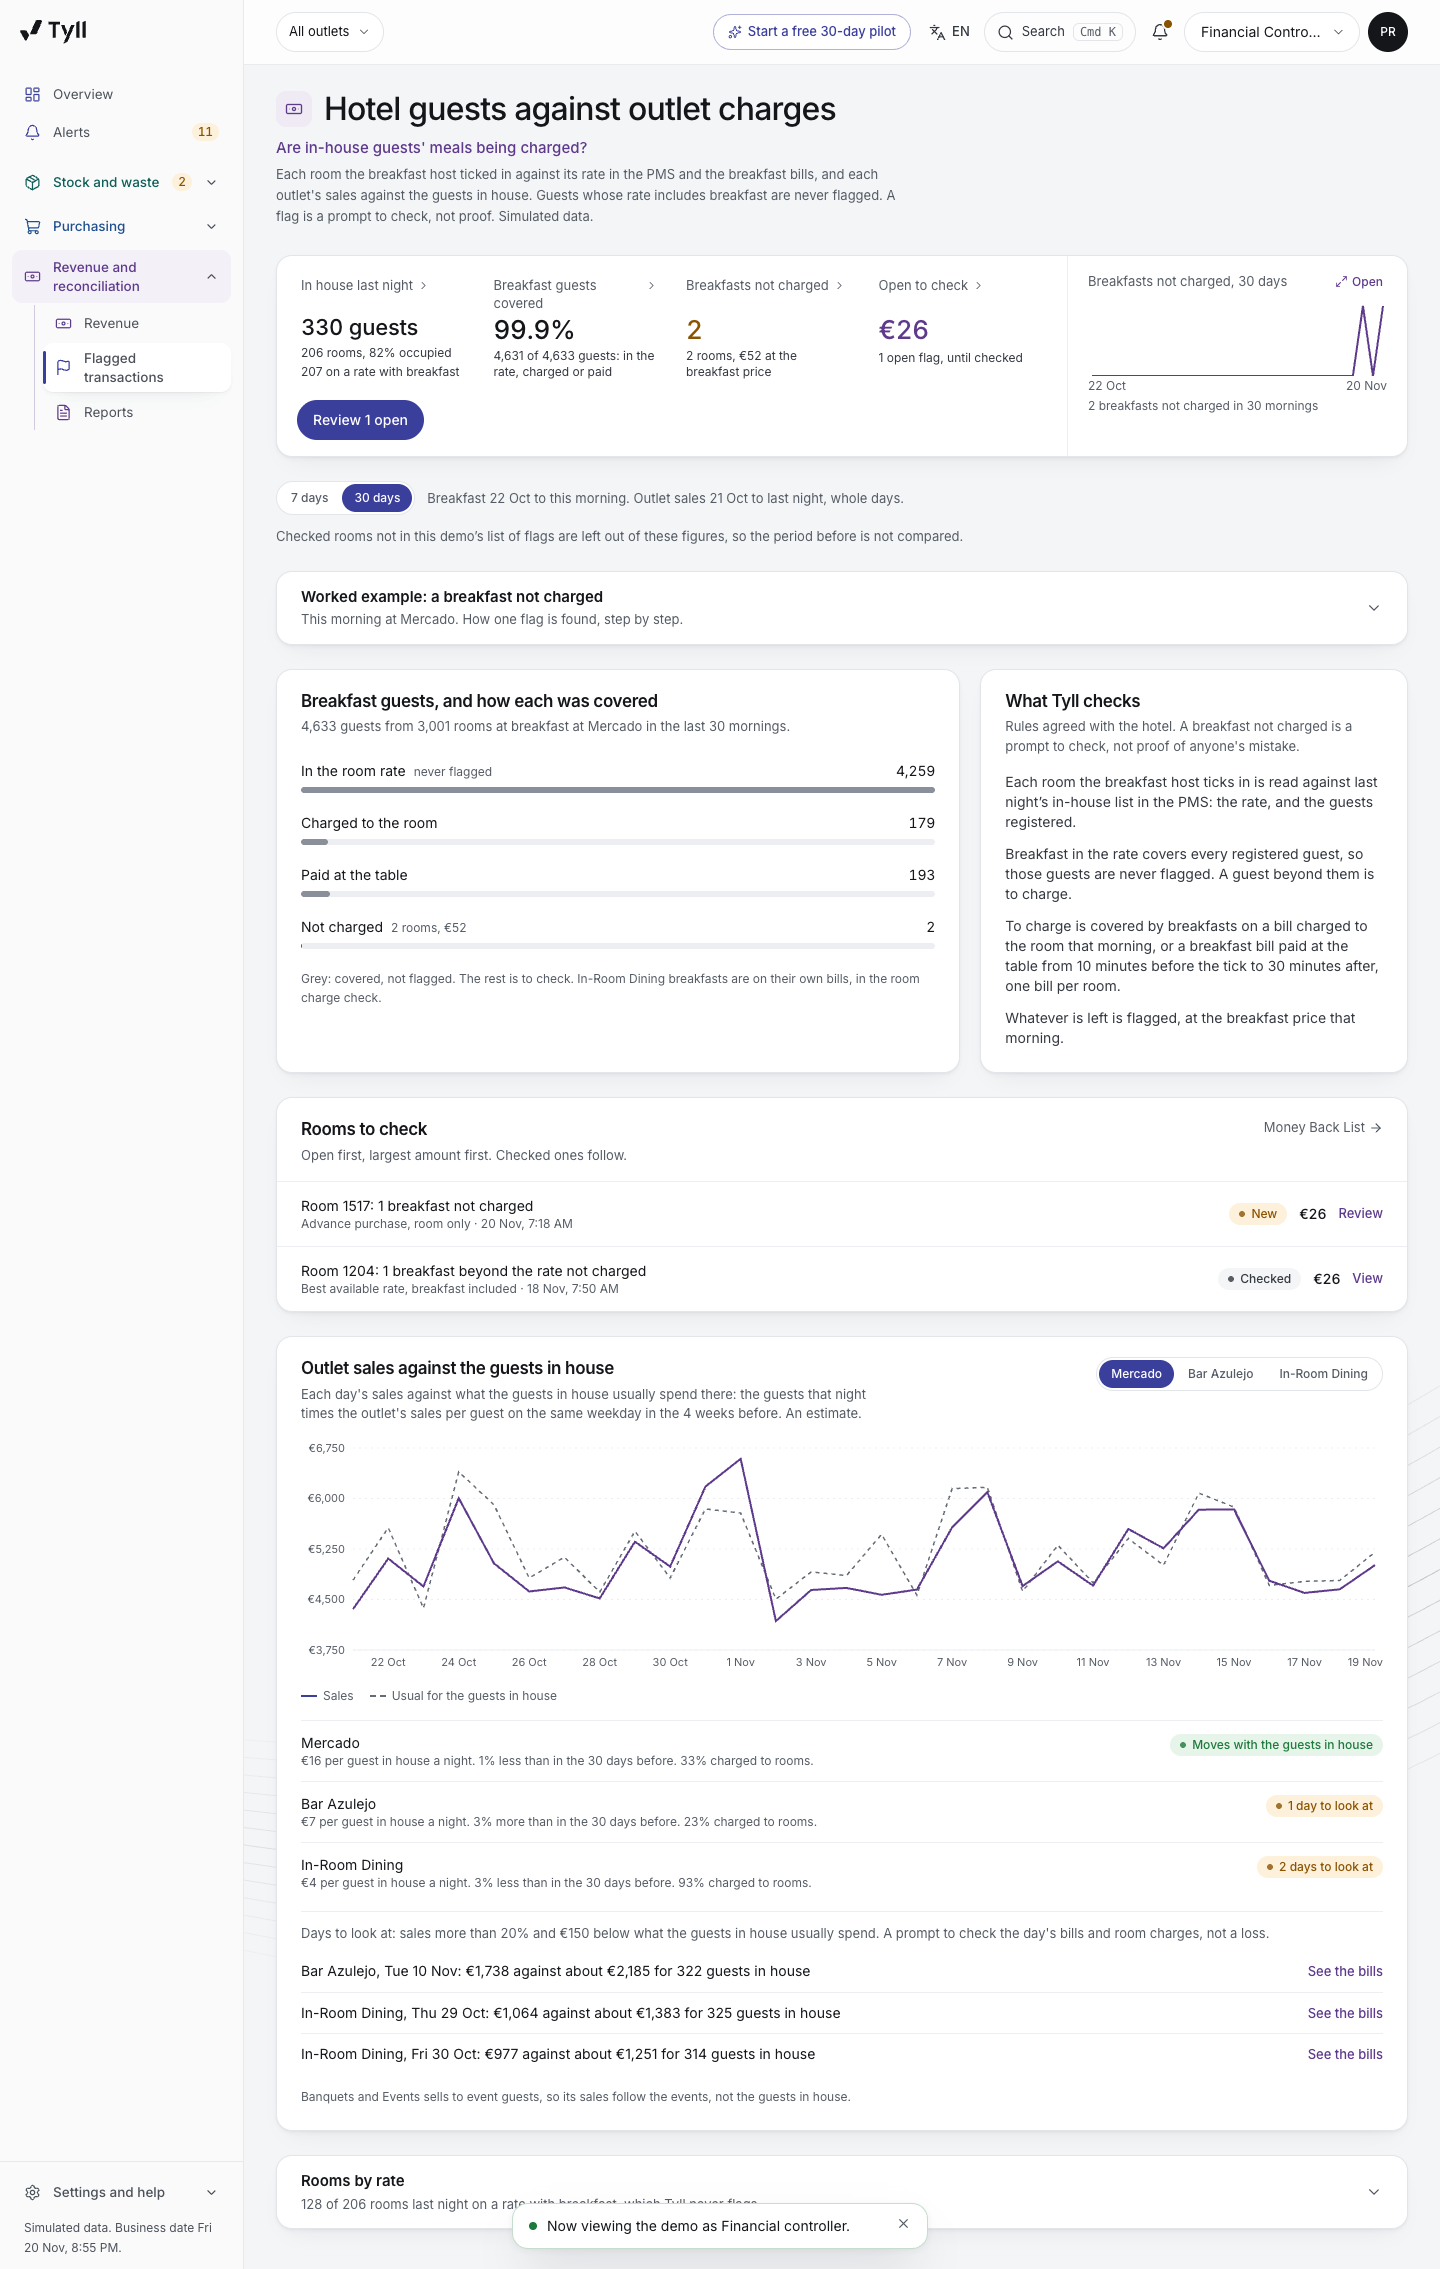 Tyll
All outlets
Start a free 30-day pilot
EN
Search
Cmd K
Financial Contro...
PR
Overview
Alerts
11
Stock and waste
2
Purchasing
Revenue and
reconciliation
Revenue
Flagged
transactions
Reports
Hotel guests against outlet charges
Are in-house guests' meals being charged?
Each room the breakfast host ticked in against its rate in the PMS and the breakfast bills, and each
outlet's sales against the guests in house. Guests whose rate includes breakfast are never flagged. A
flag is a prompt to check, not proof. Simulated data.
In house last night
330 guests
206 rooms, 82% occupied
207 on a rate with breakfast
Breakfast guests
covered
99.9%
4,631 of 4,633 guests: in the
rate, charged or paid
Breakfasts not charged
2
2 rooms, €52 at the
breakfast price
Open to check
€26
1 open flag, until checked
Review 1 open
Breakfasts not charged, 30 days
Open
22 Oct
20 Nov
2 breakfasts not charged in 30 mornings
7 days
30 days
Breakfast 22 Oct to this morning. Outlet sales 21 Oct to last night, whole days.
Checked rooms not in this demo’s list of flags are left out of these figures, so the period before is not compared.
Worked example: a breakfast not charged
This morning at Mercado. How one flag is found, step by step.
Breakfast guests, and how each was covered
4,633 guests from 3,001 rooms at breakfast at Mercado in the last 30 mornings.
In the room rate never flagged 4,259
Charged to the room 179
Paid at the table 193
Not charged 2 rooms, €52 2
Grey: covered, not flagged. The rest is to check. In-Room Dining breakfasts are on their own bills, in the room
charge check.
What Tyll checks
Rules agreed with the hotel. A breakfast not charged is a
prompt to check, not proof of anyone's mistake.
Each room the breakfast host ticks in is read against last
night’s in-house list in the PMS: the rate, and the guests
registered.
Breakfast in the rate covers every registered guest, so
those guests are never flagged. A guest beyond them is
to charge.
To charge is covered by breakfasts on a bill charged to
the room that morning, or a breakfast bill paid at the
table from 10 minutes before the tick to 30 minutes after,
one bill per room.
Whatever is left is flagged, at the breakfast price that
morning.
Rooms to check
Money Back List
Open first, largest amount first. Checked ones follow.
Room 1517: 1 breakfast not charged
Advance purchase, room only · 20 Nov, 7:18 AM
New €26 Review
Room 1204: 1 breakfast beyond the rate not charged
Best available rate, breakfast included · 18 Nov, 7:50 AM
Checked €26 View
Outlet sales against the guests in house
Each day's sales against what the guests in house usually spend there: the guests that night
times the outlet's sales per guest on the same weekday in the 4 weeks before. An estimate.
Mercado
Bar Azulejo
In-Room Dining
€6,750
€6,000
€5,250
€4,500
€3,750
22 Oct 24 Oct 26 Oct 28 Oct 30 Oct 1 Nov 3 Nov 5 Nov 7 Nov 9 Nov 11 Nov 13 Nov 15 Nov 17 Nov 19 Nov
Sales
Usual for the guests in house
Mercado
€16 per guest in house a night. 1% less than in the 30 days before. 33% charged to rooms.
Moves with the guests in house
Bar Azulejo
€7 per guest in house a night. 3% more than in the 30 days before. 23% charged to rooms.
1 day to look at
In-Room Dining
€4 per guest in house a night. 3% less than in the 30 days before. 93% charged to rooms.
2 days to look at
Days to look at: sales more than 20% and €150 below what the guests in house usually spend. A prompt to check the day's bills and room charges, not a loss.
Bar Azulejo, Tue 10 Nov: €1,738 against about €2,185 for 322 guests in house
See the bills
In-Room Dining, Thu 29 Oct: €1,064 against about €1,383 for 325 guests in house
See the bills
In-Room Dining, Fri 30 Oct: €977 against about €1,251 for 314 guests in house
See the bills
Banquets and Events sells to event guests, so its sales follow the events, not the guests in house.
Rooms by rate
128 of 206 rooms last night on a rate with breakfast, which Tyll never flags.
Settings and help
Simulated data. Business date Fri
20 Nov, 8:55 PM.
Now viewing the demo as Financial controller.